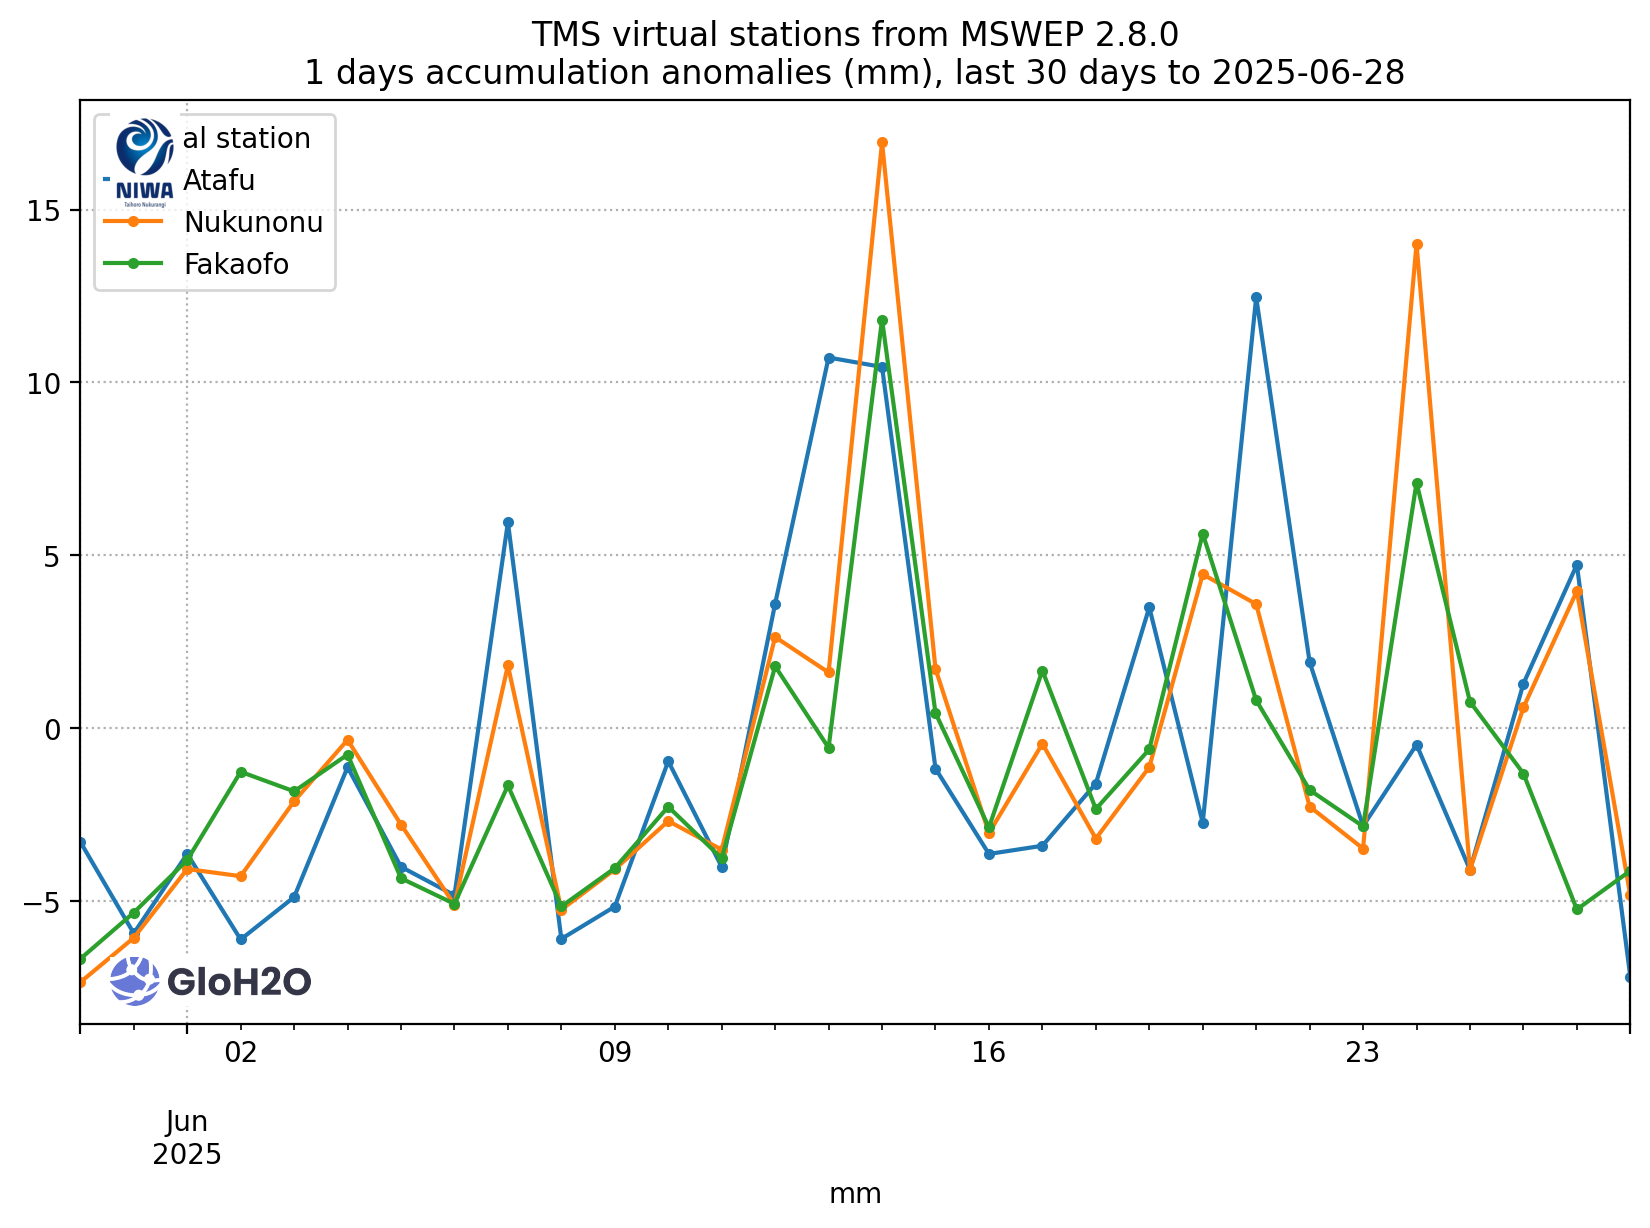 TMS virtual stations from MSWEP 2.8.0
1 days accumulation anomalies (mm), last 30 days to 2025-06-28
al station
NIWA
Taihoro Nukurangi
Atafu
Nukunonu
Fakaofo
15
10
5
0
−5
GloH2O
02
09
16
23
Jun
2025
mm